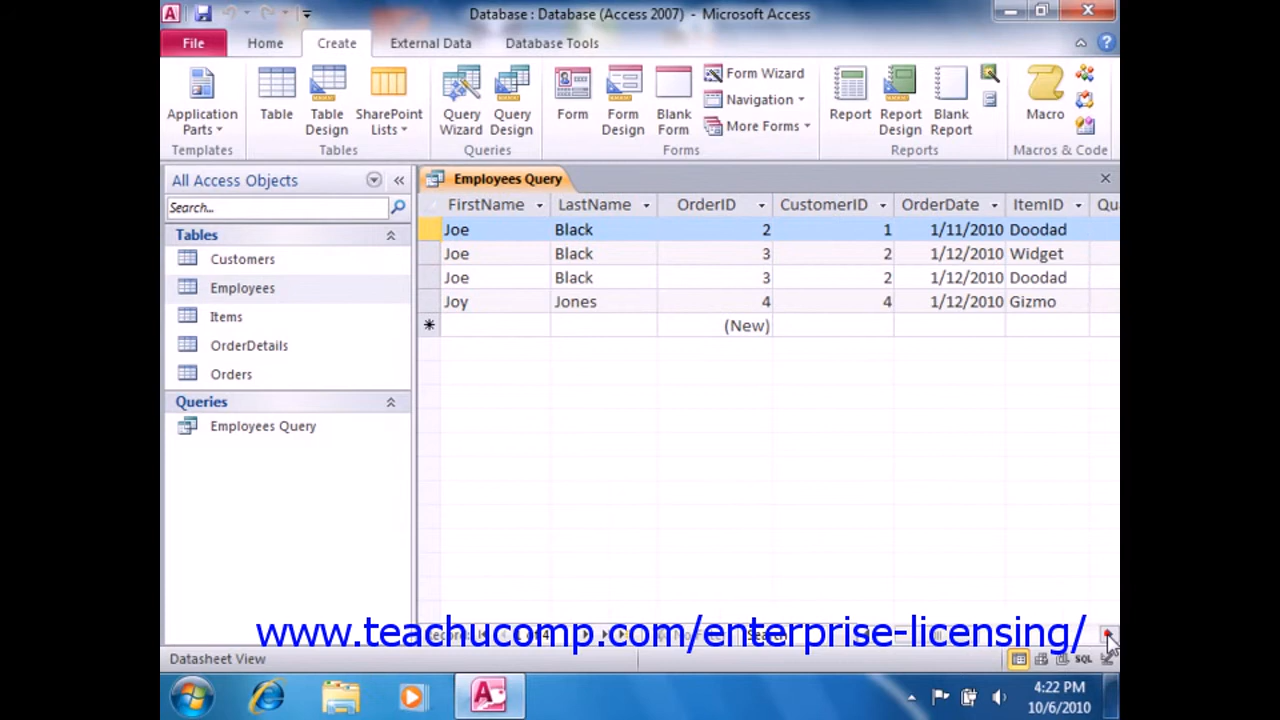 Database : Database (Access 2007) - Microsoft Access
File Home Create External Data Database Tools
Application Parts
Table
Table Design
SharePoint Lists
Query Wizard
Query Design
Form
Form Design
Blank Form
Form Wizard
Navigation
More Forms
Report
Report Design
Blank Report
Macro
Templates Tables Queries Forms Reports Macros & Code
All Access Objects
Search...
Tables
Customers
Employees
Items
OrderDetails
Orders
Queries
Employees Query
Employees Query
FirstName LastName OrderID CustomerID OrderDate ItemID Qu
Joe Black 2 1 1/11/2010 Doodad
Joe Black 3 2 1/12/2010 Widget
Joe Black 3 2 1/12/2010 Doodad
Joy Jones 4 4 1/12/2010 Gizmo
(New)
www.teachucomp.com/enterprise-licensing/
Datasheet View
SQL
4:22 PM
10/6/2010